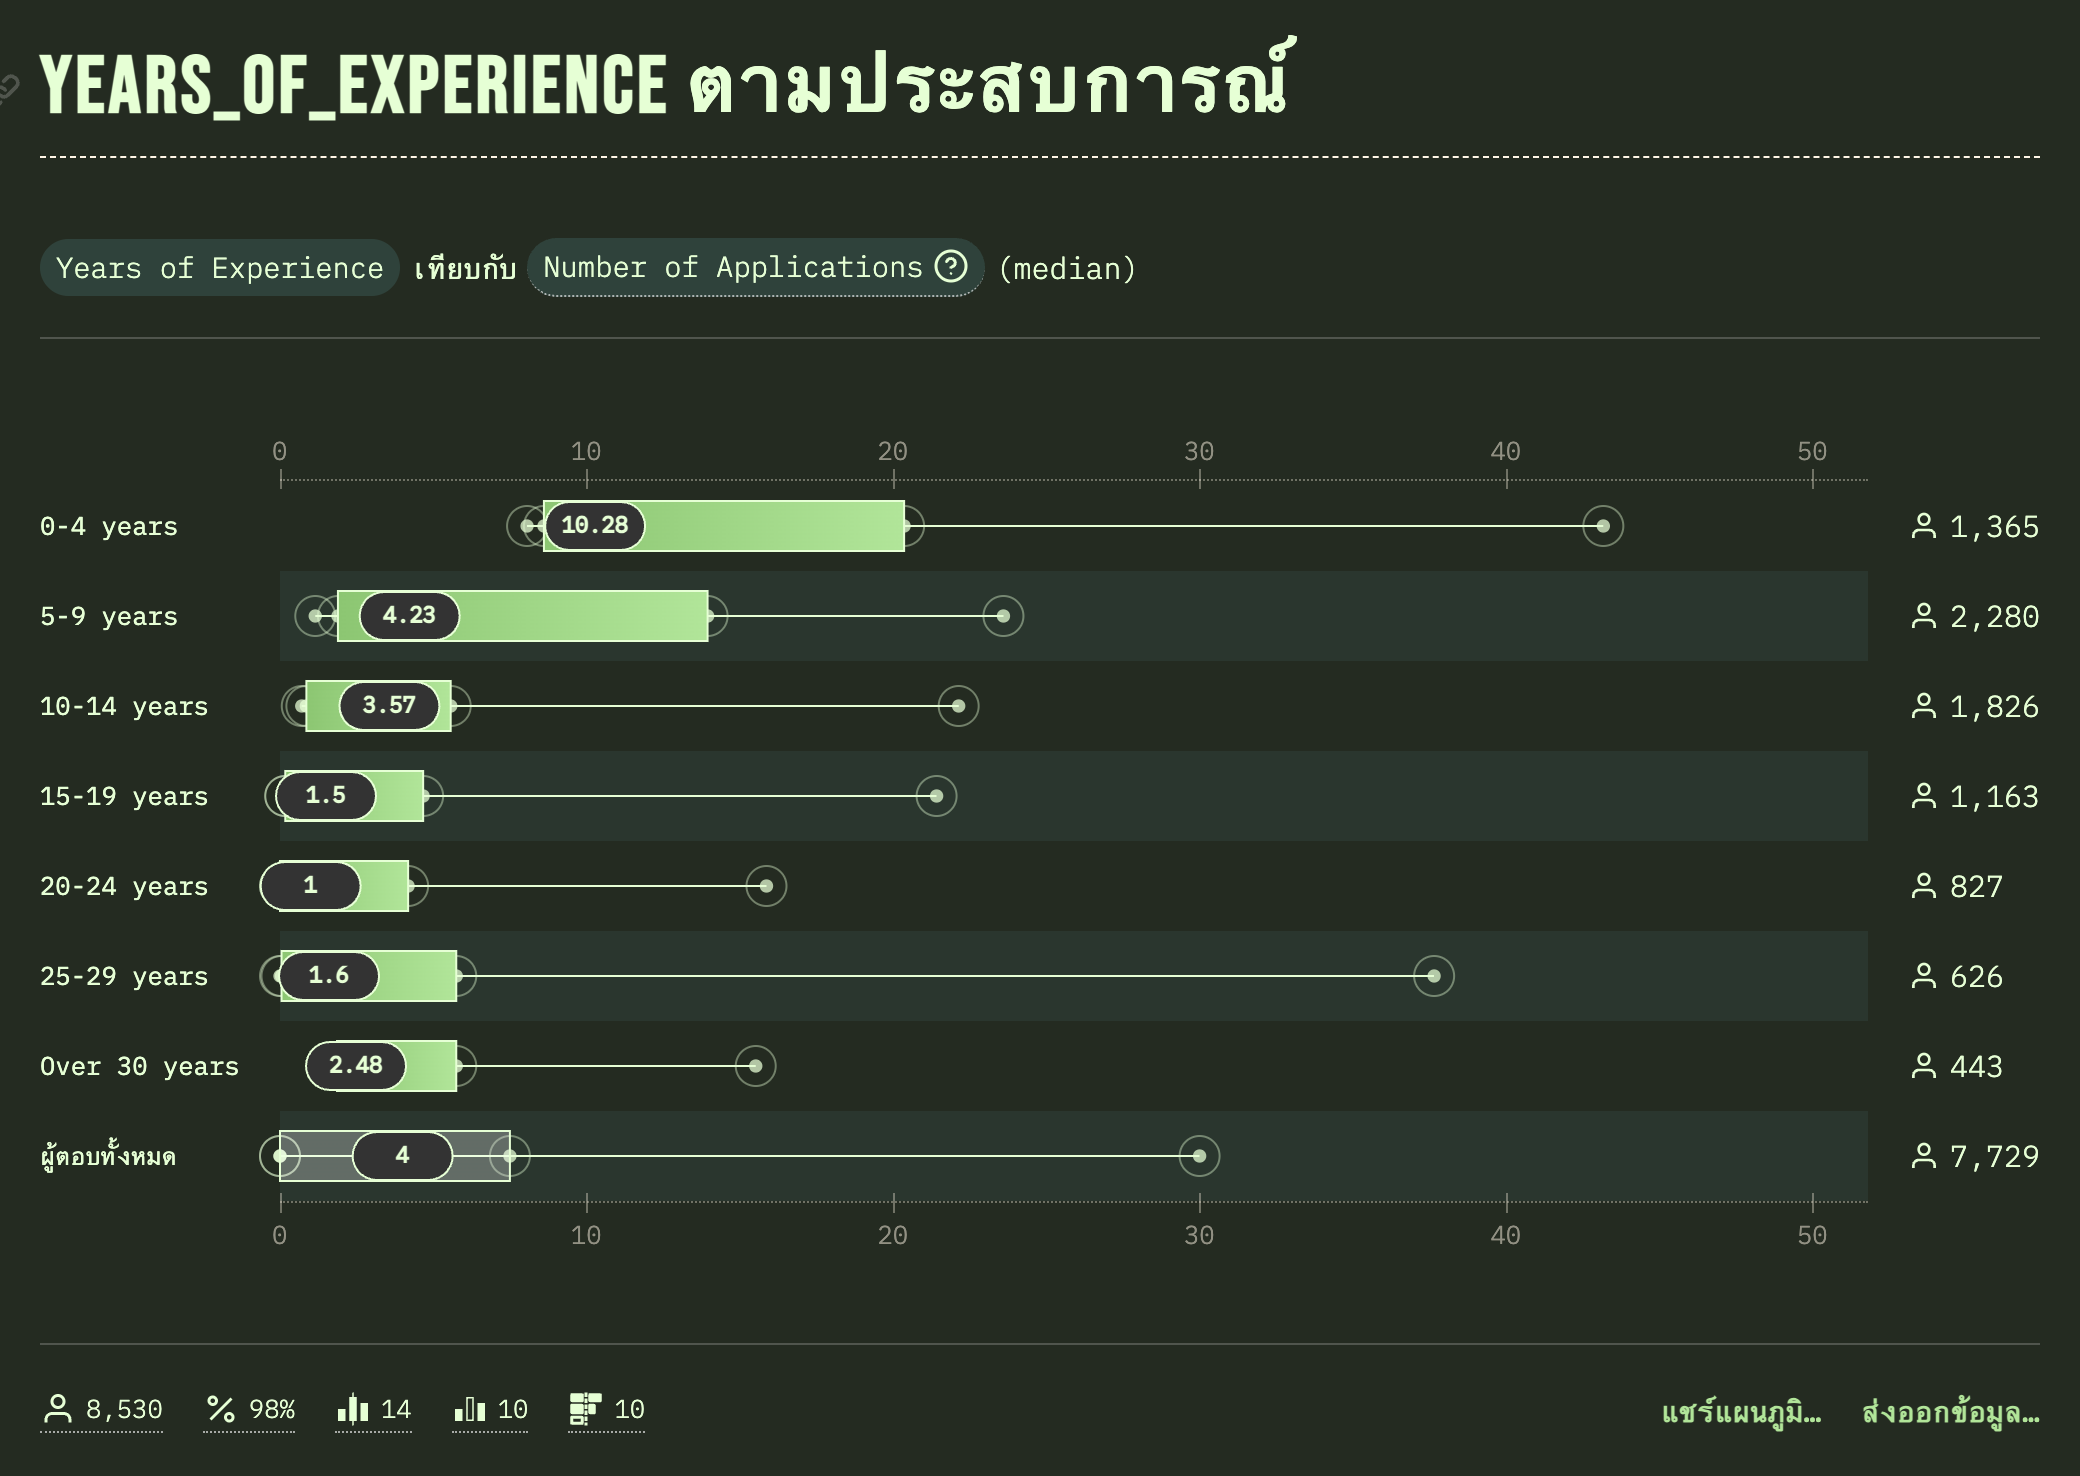 YEARS_OF_EXPERIENCE ตามประสบการณ์
Years of Experience เทียบกับ Number of Applications ? (median)
0 10 20 30 40 50
0-4 years 10.28 1,365
5-9 years 4.23 2,280
10-14 years 3.57 1,826
15-19 years 1.5 1,163
20-24 years 1 827
25-29 years 1.6 626
Over 30 years 2.48 443
ผู้ตอบทั้งหมด 4 7,729
0 10 20 30 40 50
8,530 98% 14 10 10 แชร์แผนภูมิ… ส่งออกข้อมูล…